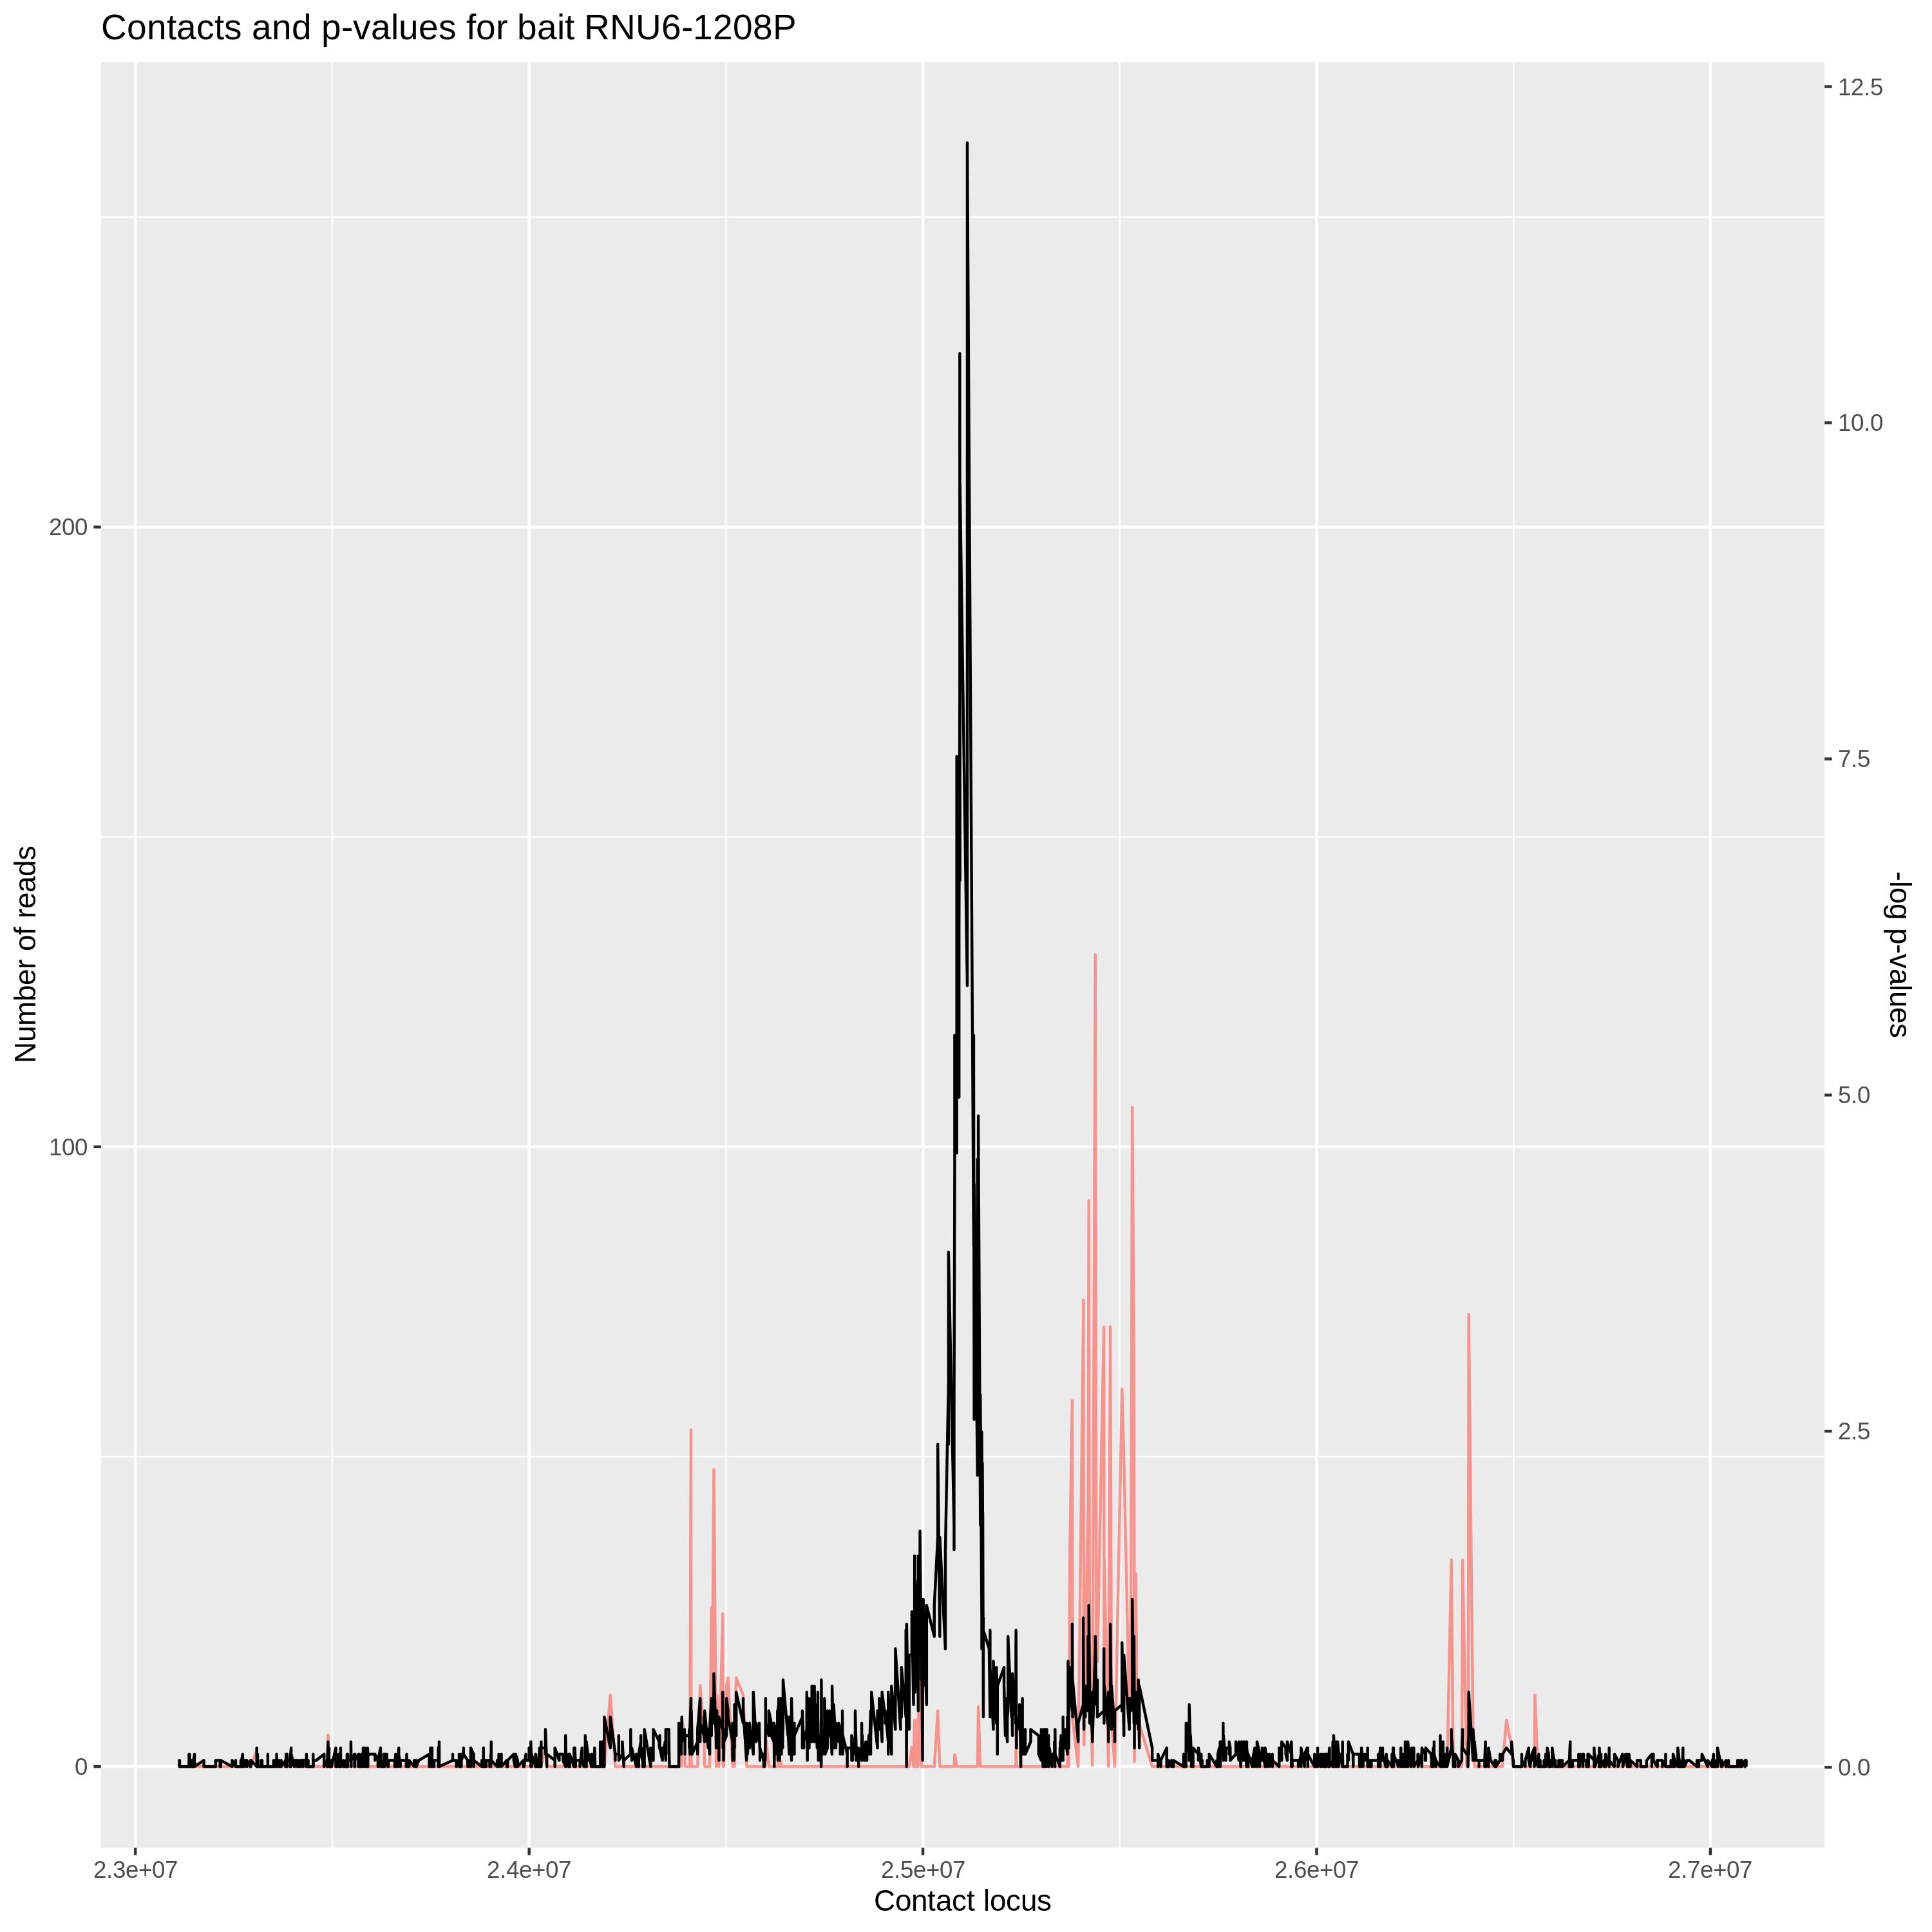 Contacts and p-values for bait RNU6-1208P
Number of reads
200
100
0
12.5
10.0
7.5
5.0
2.5
0.0
-log p-values
2.3e+07
2.4e+07
2.5e+07
2.6e+07
2.7e+07
Contact locus